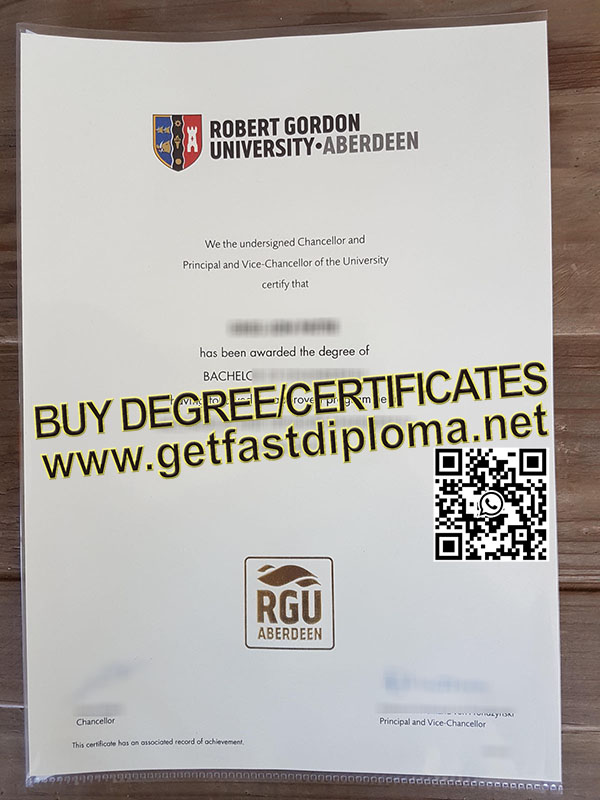 ROBERT GORDON
UNIVERSITY•ABERDEEN
We the undersigned Chancellor and
Principal and Vice-Chancellor of the University
certify that
has been awarded the degree of
BACHELO
BUY DEGREE/CERTIFICATES
www.getfastdiploma.net
RGU
ABERDEEN
Chancellor
Principal and Vice-Chancellor
This certificate has an associated record of achievement.